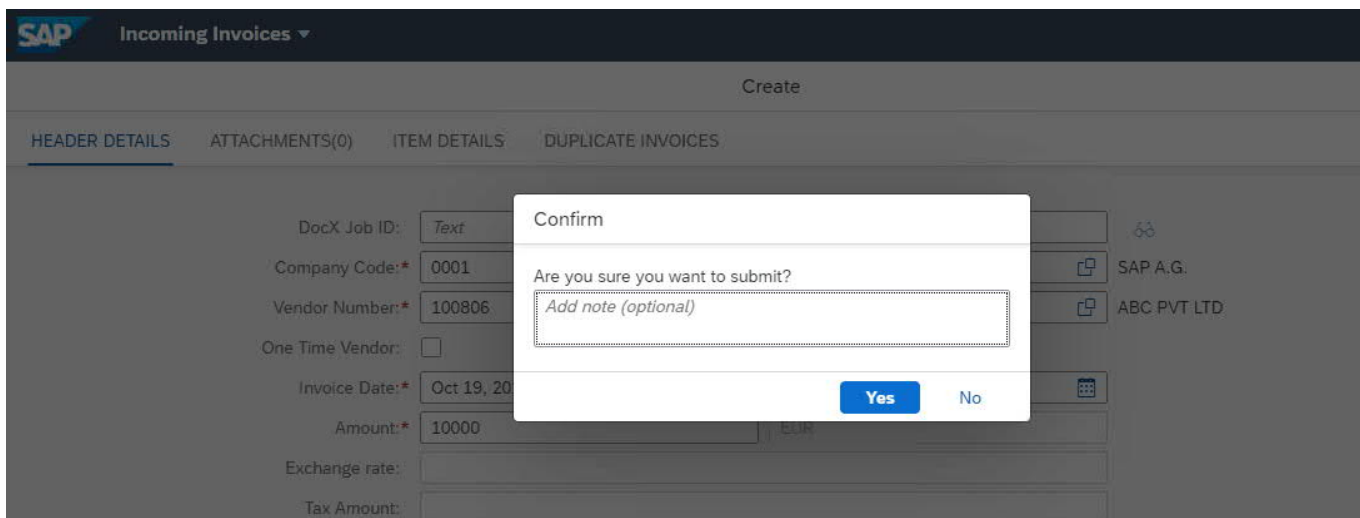 SAP Incoming Invoices
Create
HEADER DETAILS ATTACHMENTS(0) ITEM DETAILS DUPLICATE INVOICES
DocX Job ID: Text
Company Code:* 0001 SAP A.G.
Vendor Number:* 100806 ABC PVT LTD
One Time Vendor:
Invoice Date:* Oct 19, 20
Amount:* 10000 EUR
Exchange rate:
Tax Amount:
Confirm
Are you sure you want to submit?
Add note (optional)
Yes No